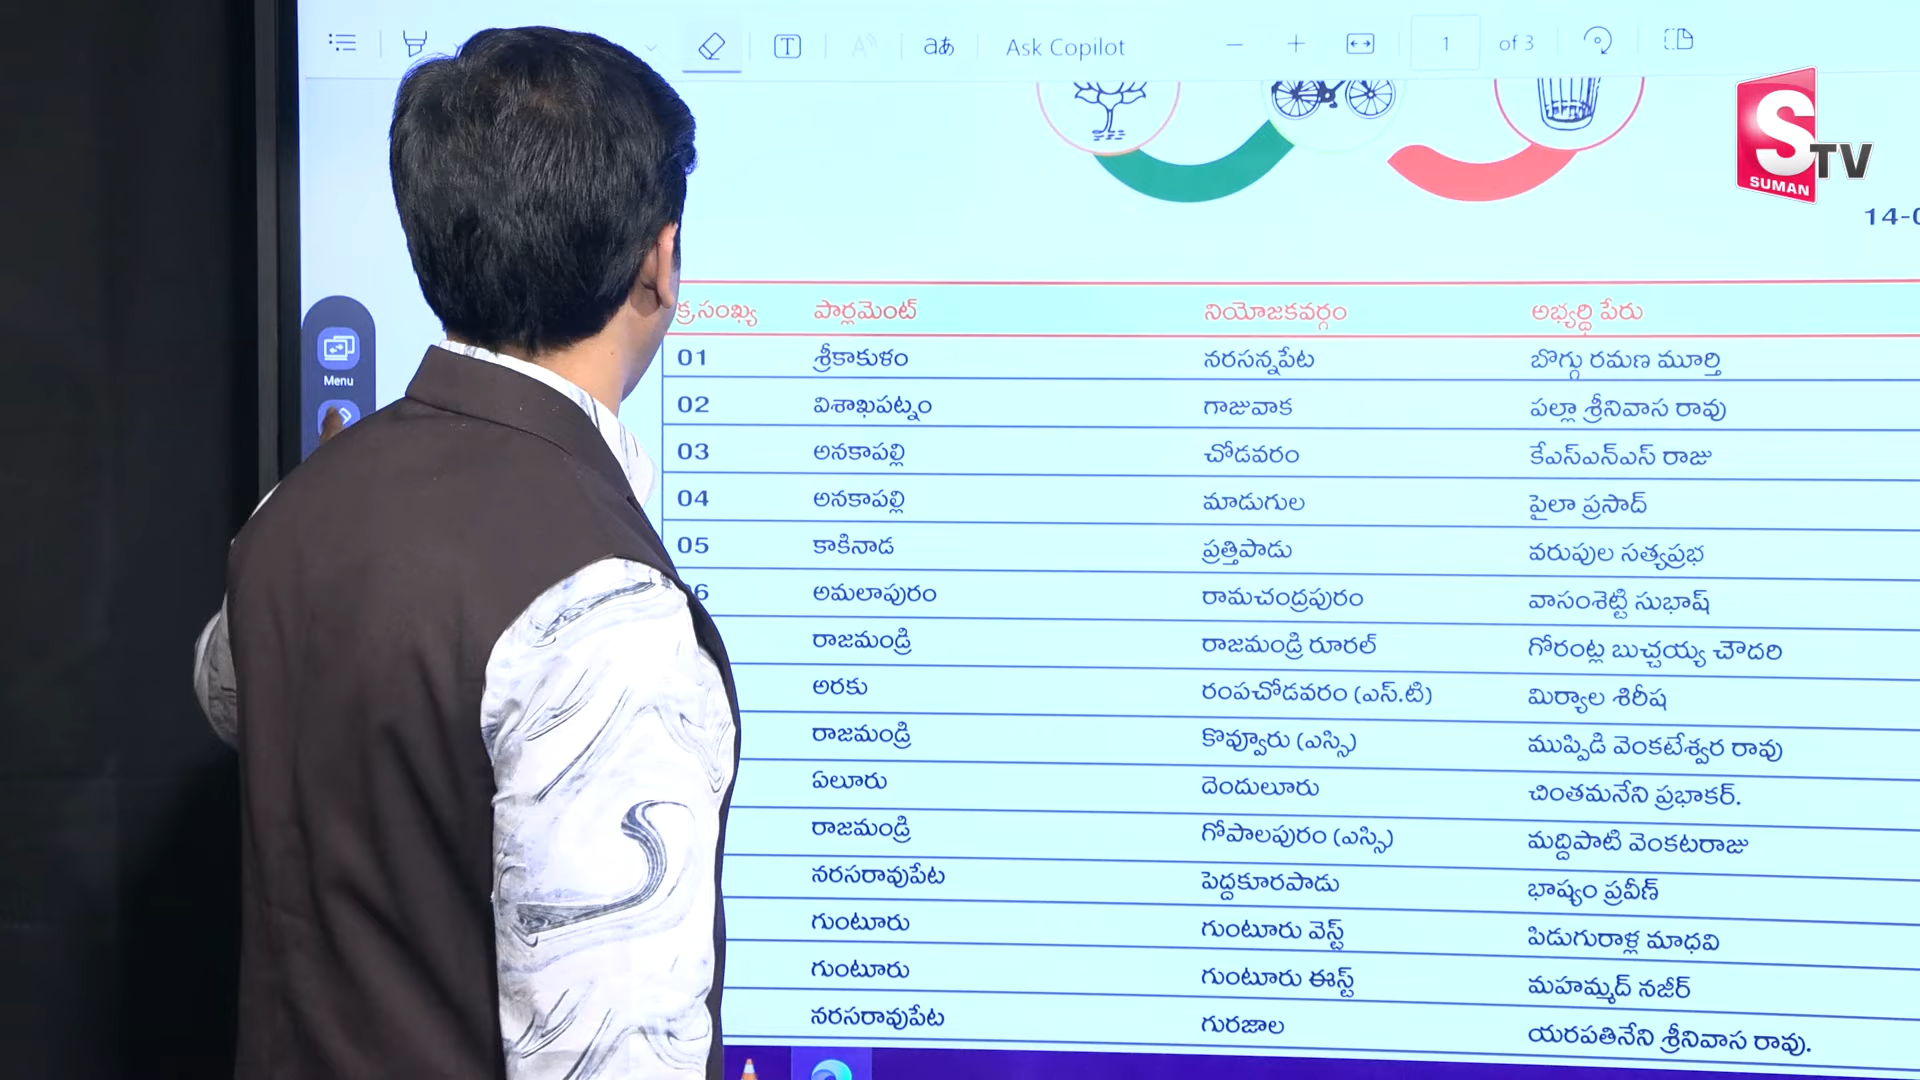 Ask Copilot
1 of 3
S TV
SUMAN
14-0
Menu
క్ర.సంఖ్య పార్లమెంట్ నియోజకవర్గం అభ్యర్థి పేరు
01 శ్రీకాకుళం నరసన్నపేట బొగ్గు రమణ మూర్తి
02 విశాఖపట్నం గాజువాక పల్లా శ్రీనివాస రావు
03 అనకాపల్లి చోడవరం కేఎస్ఎన్ఎస్ రాజు
04 అనకాపల్లి మాడుగుల పైలా ప్రసాద్
05 కాకినాడ ప్రత్తిపాడు వరుపుల సత్యప్రభ
6 అమలాపురం రామచంద్రపురం వాసంశెట్టి సుభాష్
రాజమండ్రి రాజమండ్రి రూరల్ గోరంట్ల బుచ్చయ్య చౌదరి
అరకు రంపచోడవరం (ఎస్.టి) మిర్యాల శిరీష
రాజమండ్రి కొవ్వూరు (ఎస్సి) ముప్పిడి వెంకటేశ్వర రావు
ఏలూరు దెందులూరు చింతమనేని ప్రభాకర్.
రాజమండ్రి గోపాలపురం (ఎస్సి) మద్దిపాటి వెంకటరాజు
నరసరావుపేట పెద్దకూరపాడు భాష్యం ప్రవీణ్
గుంటూరు గుంటూరు వెస్ట్ పిడుగురాళ్ల మాధవి
గుంటూరు గుంటూరు ఈస్ట్ మహమ్మద్ నజీర్
నరసరావుపేట గురజాల యరపతినేని శ్రీనివాస రావు.